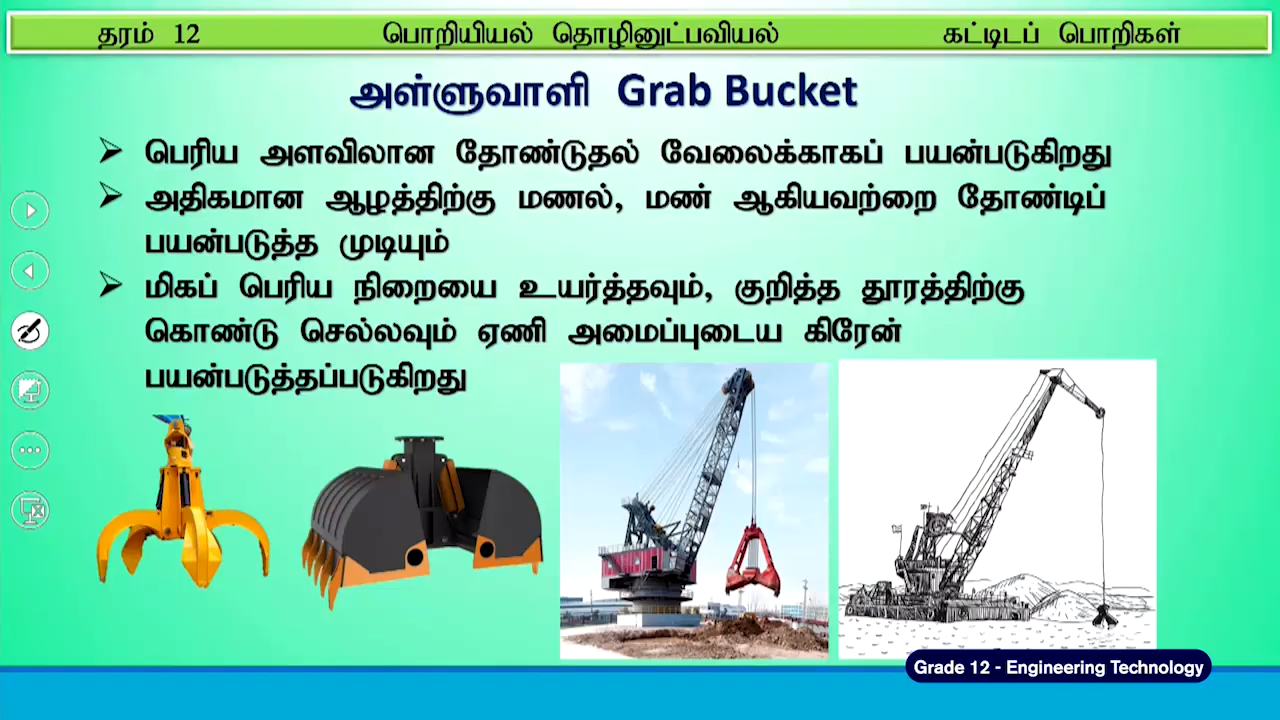 தரம் 12 பொறியியல் தொழினுட்பவியல் கட்டிடப் பொறிகள்
அள்ளுவாளி Grab Bucket
பெரிய அளவிலான தோண்டுதல் வேலைக்காகப் பயன்படுகிறது
அதிகமான ஆழத்திற்கு மணல், மண் ஆகியவற்றை தோண்டிப்
பயன்படுத்த முடியும்
மிகப் பெரிய நிறையை உயர்த்தவும், குறித்த தூரத்திற்கு
கொண்டு செல்லவும் ஏணி அமைப்புடைய கிரேன்
பயன்படுத்தப்படுகிறது
Grade 12 - Engineering Technology